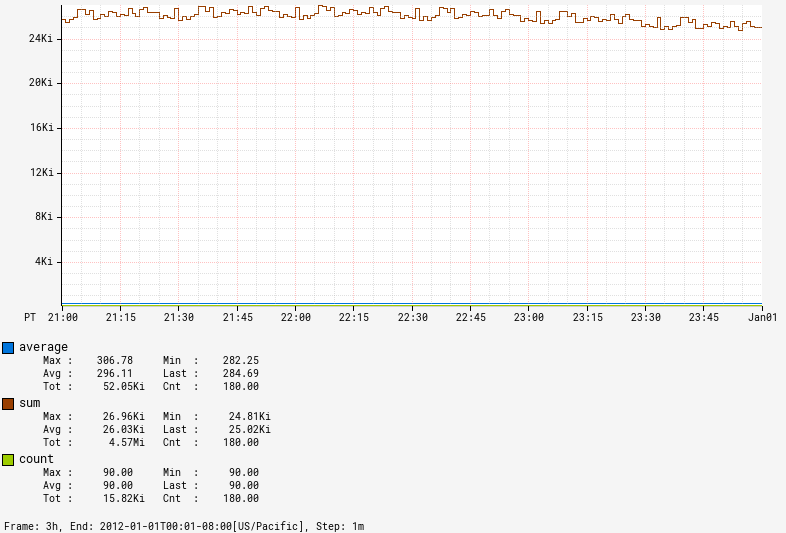 24Ki
20Ki
16Ki
12Ki
8Ki
4Ki
PT 21:00 21:15 21:30 21:45 22:00 22:15 22:30 22:45 23:00 23:15 23:30 23:45 Jan01
average
Max : 306.78 Min : 282.25
Avg : 296.11 Last : 284.69
Tot : 52.05Ki Cnt : 180.00
sum
Max : 26.96Ki Min : 24.81Ki
Avg : 26.03Ki Last : 25.02Ki
Tot : 4.57Mi Cnt : 180.00
count
Max : 90.00 Min : 90.00
Avg : 90.00 Last : 90.00
Tot : 15.82Ki Cnt : 180.00
Frame: 3h, End: 2012-01-01T00:01-08:00[US/Pacific], Step: 1m